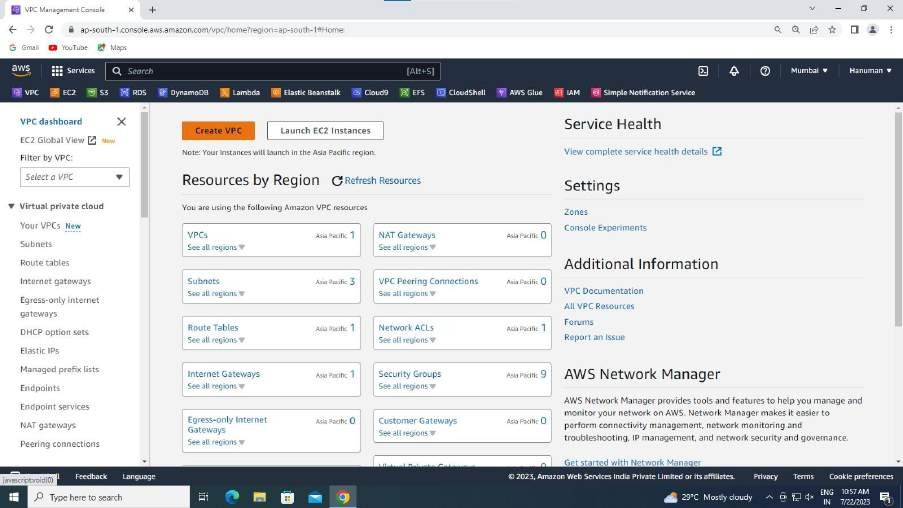 VPC Management Console
ap-south-1.console.aws.amazon.com/vpc/home?region=ap-south-1#Home:
Gmail YouTube Maps
aws Services Search [Alt+S] Mumbai Hanuman
VPC EC2 S3 RDS DynamoDB Lambda Elastic Beanstalk Cloud9 EFS CloudShell AWS Glue IAM Simple Notification Service
VPC dashboard
EC2 Global View New
Filter by VPC:
Select a VPC
Virtual private cloud
Your VPCs New
Subnets
Route tables
Internet gateways
Egress-only internet
gateways
DHCP option sets
Elastic IPs
Managed prefix lists
Endpoints
Endpoint services
NAT gateways
Peering connections
Create VPC Launch EC2 Instances
Note: Your Instances will launch in the Asia Pacific region.
Resources by Region Refresh Resources
You are using the following Amazon VPC resources
VPCs Asia Pacific 1
See all regions
NAT Gateways Asia Pacific 0
See all regions
Subnets Asia Pacific 3
See all regions
VPC Peering Connections Asia Pacific 0
See all regions
Route Tables Asia Pacific 1
See all regions
Network ACLs Asia Pacific 1
See all regions
Internet Gateways Asia Pacific 1
See all regions
Security Groups Asia Pacific 9
See all regions
Egress-only Internet Asia Pacific 0
Gateways
See all regions
Customer Gateways Asia Pacific 0
See all regions
Virtual Private Gateways
Service Health
View complete service health details
Settings
Zones
Console Experiments
Additional Information
VPC Documentation
All VPC Resources
Forums
Report an Issue
AWS Network Manager
AWS Network Manager provides tools and features to help you manage and
monitor your network on AWS. Network Manager makes it easier to
perform connectivity management, network monitoring and
troubleshooting, IP management, and network security and governance.
Get started with Network Manager
javascript:void(0)
Feedback Language © 2023, Amazon Web Services India Private Limited or its affiliates. Privacy Terms Cookie preferences
Type here to search
29°C Mostly cloudy
ENG
IN
10:57 AM
7/22/2023